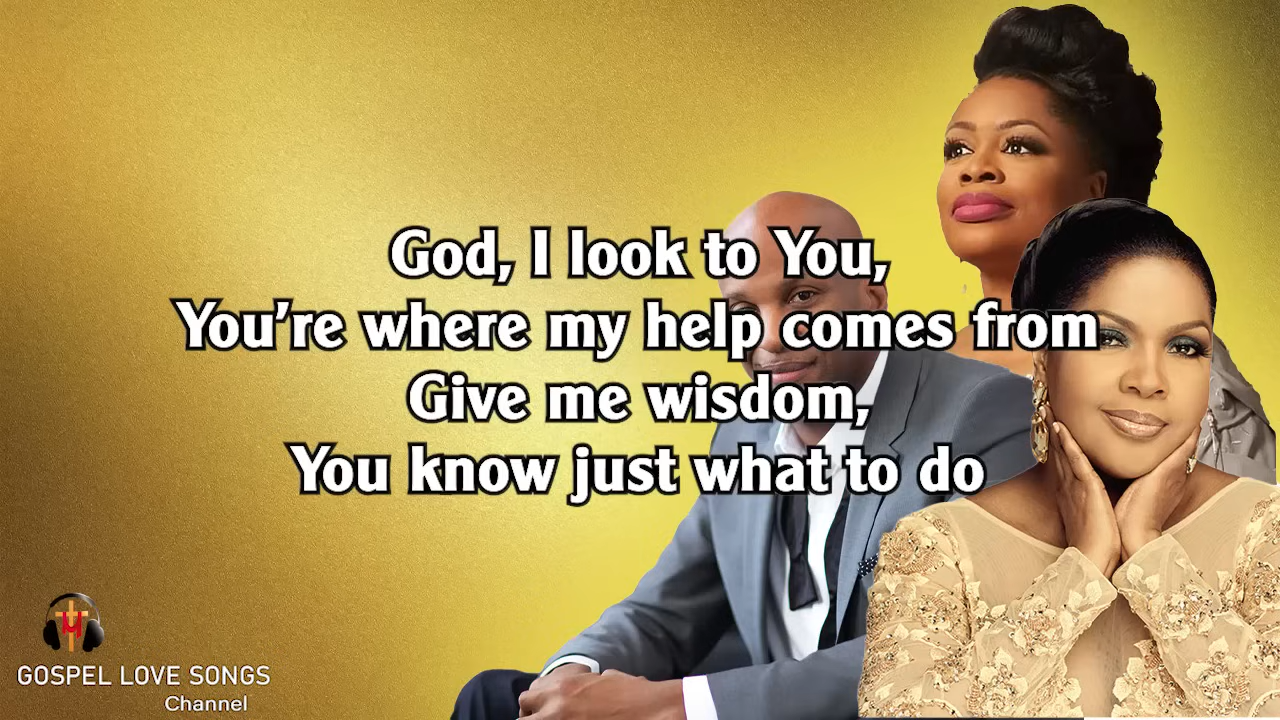 God, I look to You,
You're where my help comes from
Give me wisdom,
You know just what to do
GOSPEL LOVE SONGS
Channel